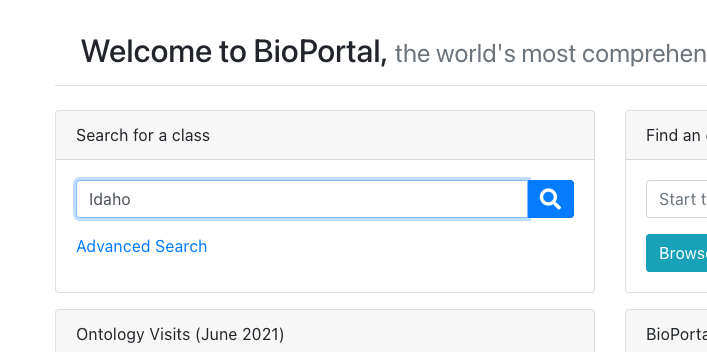 Welcome to BioPortal, the world's most comprehen
Search for a class
Idaho
Advanced Search
Find an
Start t
Browse
Ontology Visits (June 2021)
BioPorta